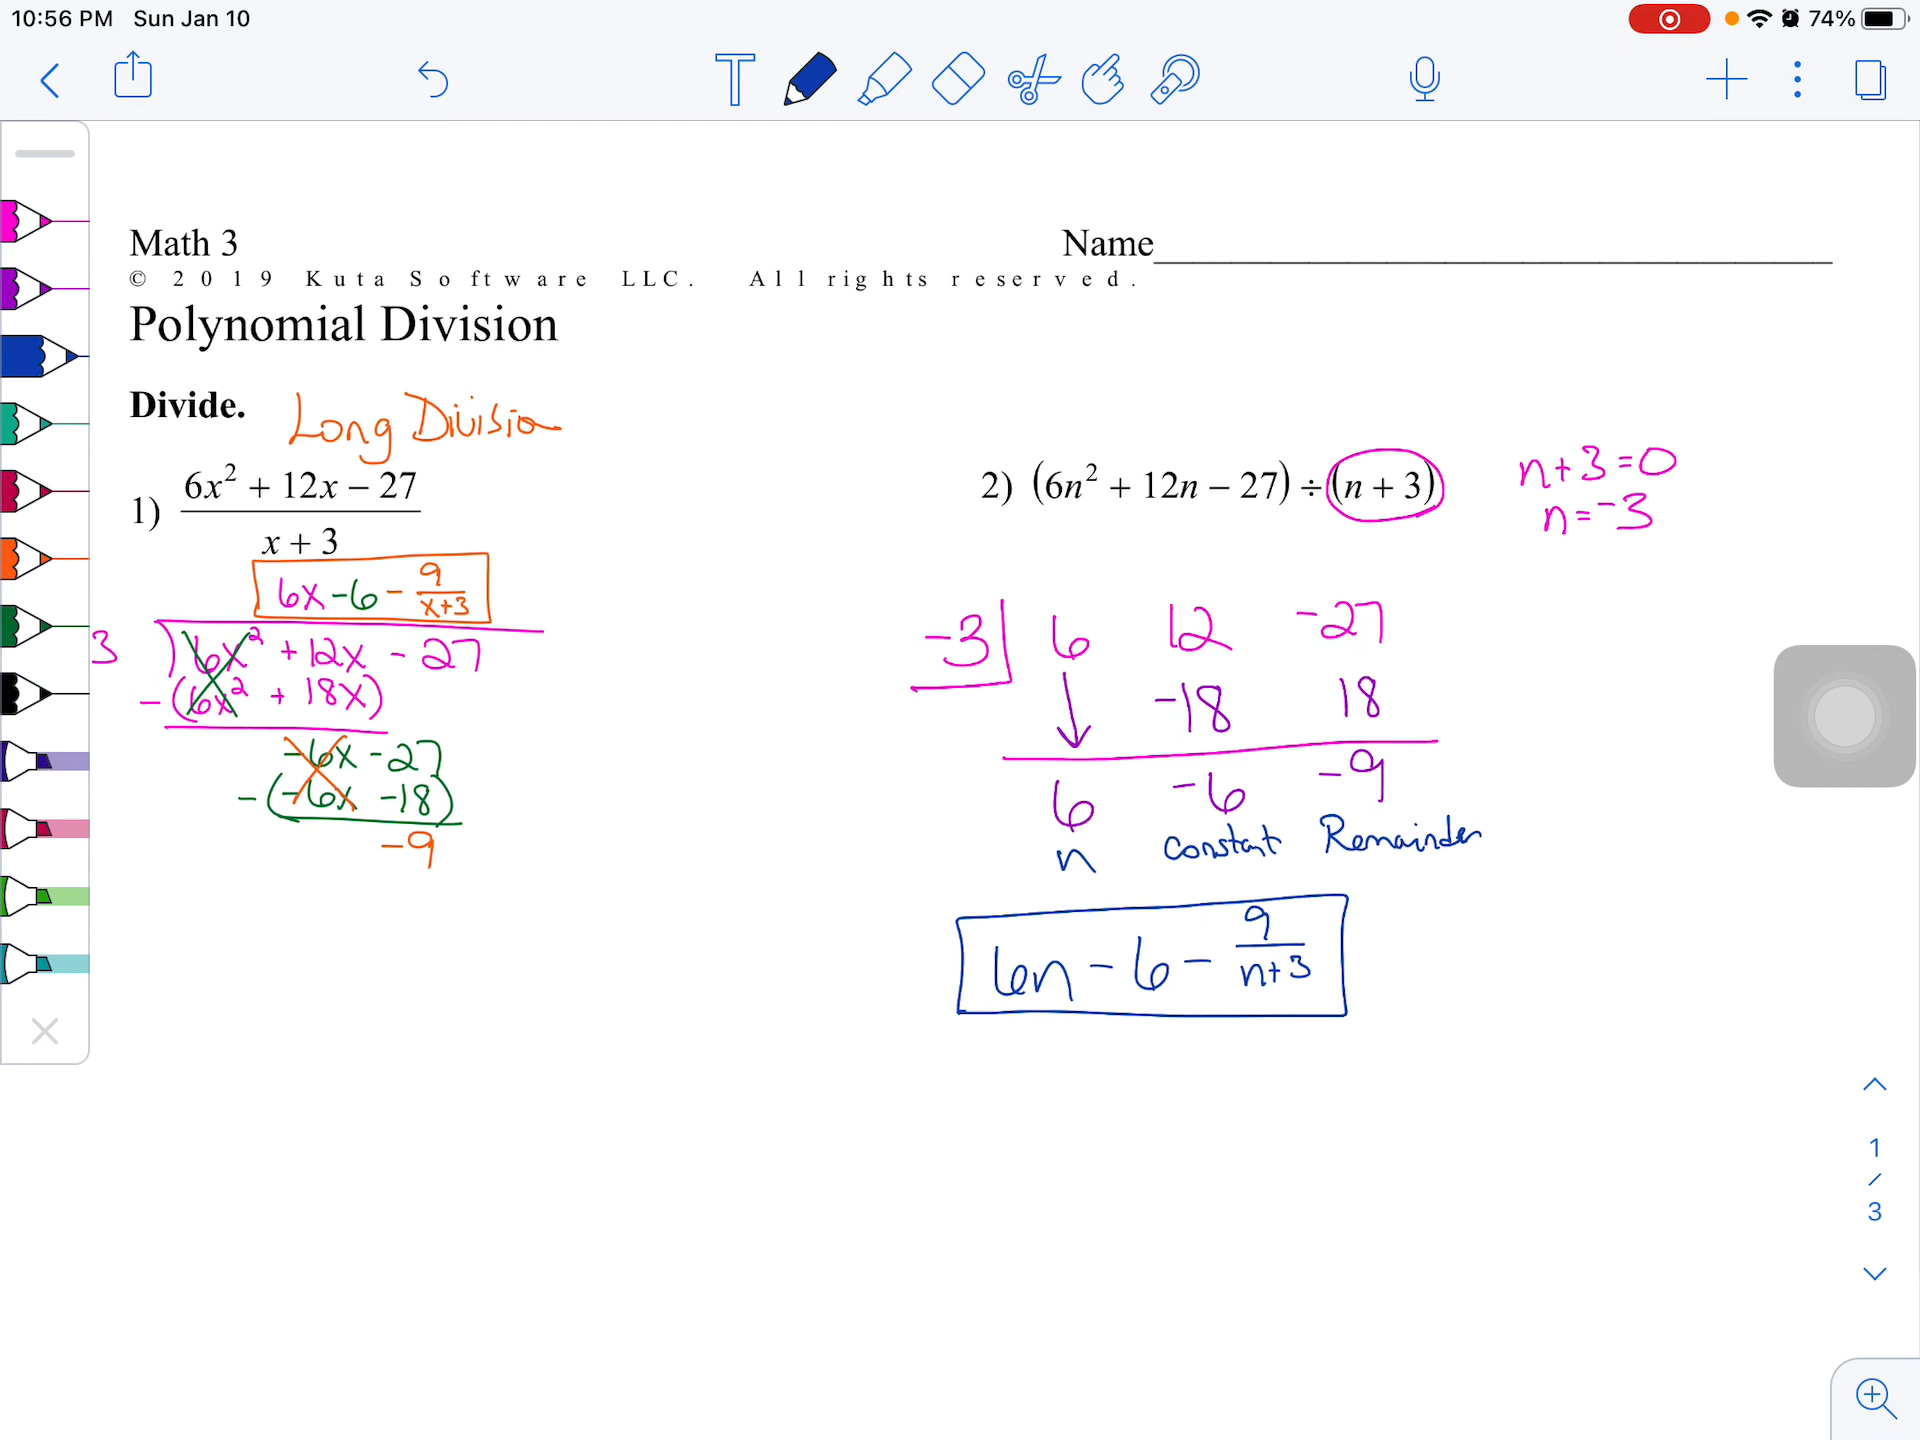 10:56 PM Sun Jan 10
74%
T
Math 3
Name
© 2019 Kuta Software LLC. All rights reserved.
Polynomial Division
Divide. Long Division
1) 6x² + 12x − 27
x + 3
6x - 6 - 9/(x+3)
3 ) 6x² + 12x - 27
-(6x² + 18x)
-6x - 27
-(-6x - 18)
-9
2) (6n² + 12n − 27) ÷ (n + 3)
n+3=0
n=-3
-3 6 12 -27
-18 18
6 -6 -9
n constant Remainder
6n - 6 - 9/(n+3)
1
/
3